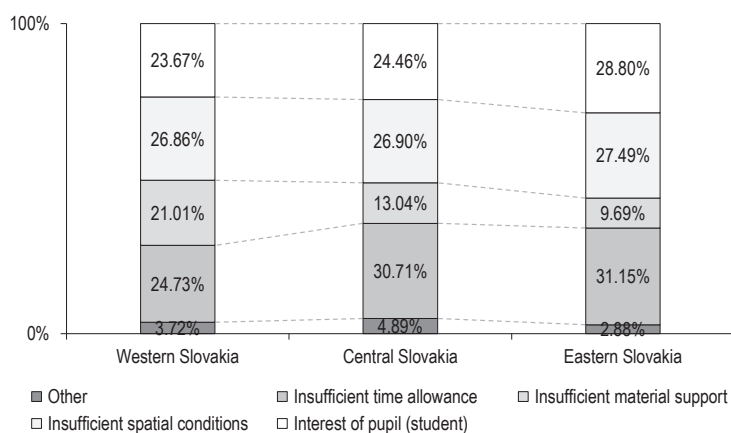 100%
23.67%
24.46%
28.80%
26.86%
26.90%
27.49%
21.01%
13.04%
9.69%
24.73%
30.71%
31.15%
3.72%
4.89%
2.88%
0%
Western Slovakia
Central Slovakia
Eastern Slovakia
Other
Insufficient time allowance
Insufficient material support
Insufficient spatial conditions
Interest of pupil (student)